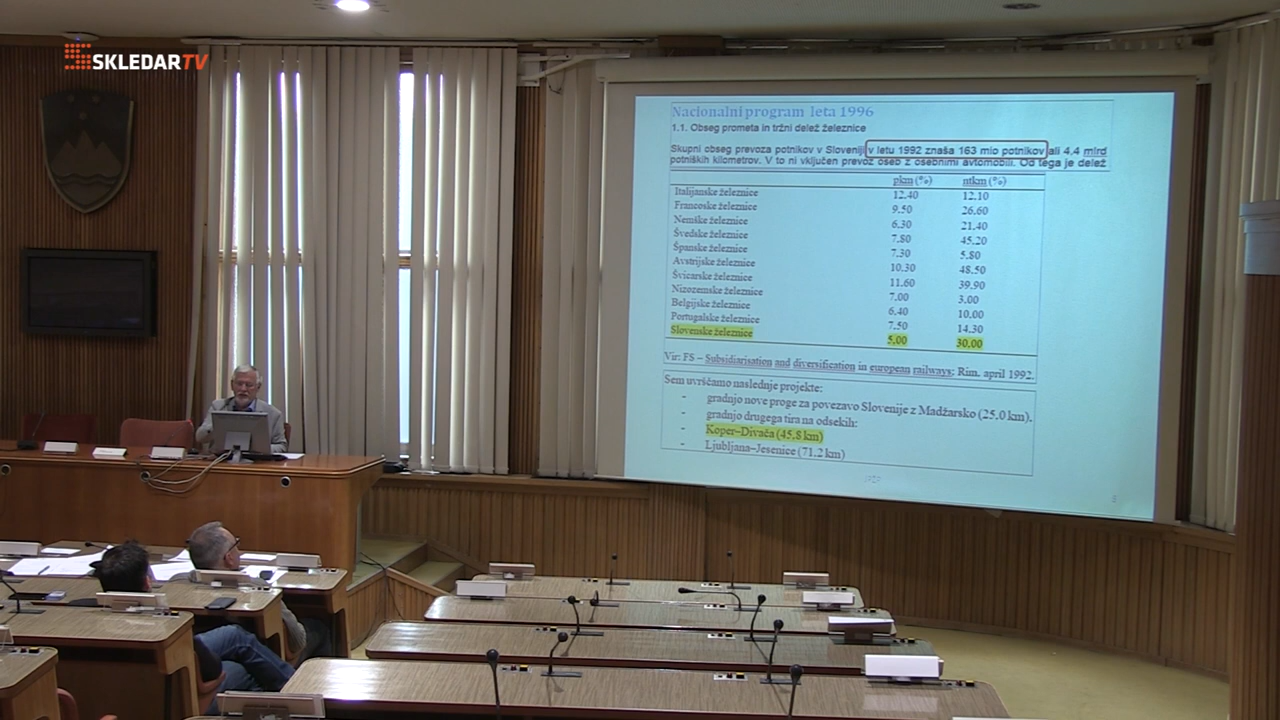 SKLEDARTV
Nacionalni program leta 1996
1.1. Obseg prometa in tržni delež železnice
Skupni obseg prevoza potnikov v Sloveniji v letu 1992 znaša 163 mio potnikov ali 4,4 mlrd
potniških kilometrov. V to ni vključen prevoz oseb z osebnimi avtomobili. Od tega je delež
pkm (%) ntkm (%)
Italijanske železnice 12.40 12.10
Francoske železnice 9.50 26.60
Nemške železnice 6.30 21.40
Švedske železnice 7.80 45.20
Španske železnice 7.30 5.80
Avstrijske železnice 10.30 48.50
Švicarske železnice 11.60 39.90
Nizozemske železnice 7.00 3.00
Belgijske železnice 6.40 10.00
Portugalske železnice 7.50 14.30
Slovenske železnice 5,00 30,00
Vir: FS – Subsidiarisation and diversification in european railways; Rim, april 1992.
Sem uvrščamo naslednje projekte:
- gradnjo nove proge za povezavo Slovenije z Madžarsko (25,0 km),
- gradnjo drugega tira na odsekih:
- Koper–Divača (45,8 km)
- Ljubljana–Jesenice (71,2 km)